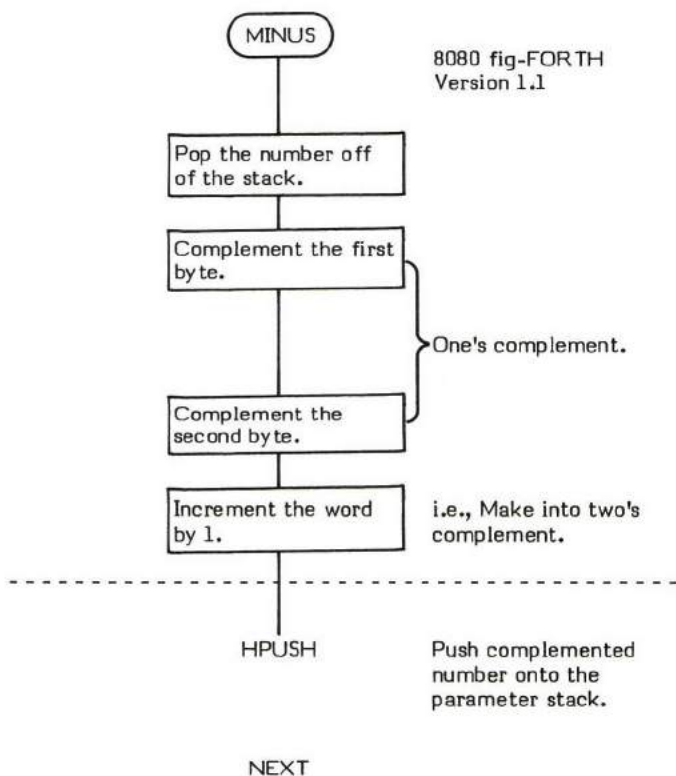 MINUS
8080 fig-FORTH
Version 1.1
Pop the number off
of the stack.
Complement the first
byte.
One's complement.
Complement the
second byte.
Increment the word
by 1.
i.e., Make into two's
complement.
HPUSH
Push complemented
number onto the
parameter stack.
NEXT